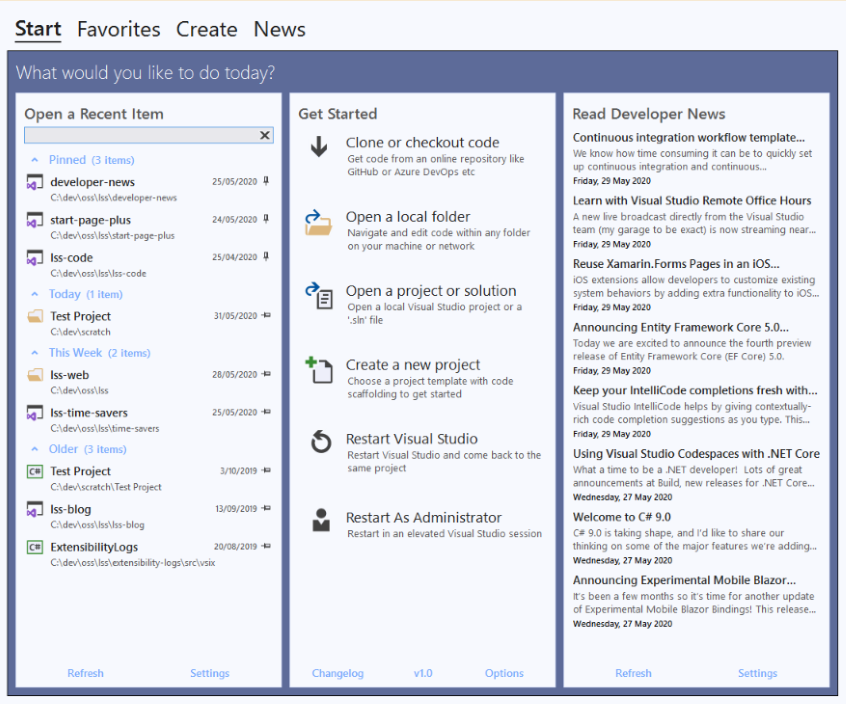 Start Favorites Create News
What would you like to do today?
Open a Recent Item
Pinned (3 items)
developer-news 25/05/2020
C:\dev\oss\lss\developer-news
start-page-plus 24/05/2020
C:\dev\oss\lss\start-page-plus
lss-code 25/04/2020
C:\dev\oss\lss\lss-code
Today (1 item)
Test Project 31/05/2020
C:\dev\scratch
This Week (2 items)
lss-web 28/05/2020
C:\dev\oss\lss
lss-time-savers 25/05/2020
C:\dev\oss\lss\time-savers
Older (3 items)
C# Test Project 3/10/2019
C:\dev\scratch\Test Project
lss-blog 13/09/2019
C:\dev\oss\lss\lss-blog
C# ExtensibilityLogs 20/08/2019
C:\dev\oss\lss\extensibility-logs\src\vsix
Refresh Settings
Get Started
Clone or checkout code
Get code from an online repository like
GitHub or Azure DevOps etc
Open a local folder
Navigate and edit code within any folder
on your machine or network
Open a project or solution
Open a local Visual Studio project or a
'.sln' file
Create a new project
Choose a project template with code
scaffolding to get started
Restart Visual Studio
Restart Visual Studio and come back to the
same project
Restart As Administrator
Restart in an elevated Visual Studio session
Changelog v1.0 Options
Read Developer News
Continuous integration workflow template...
We know how time consuming it can be to quickly set
up continuous integration and continuous...
Friday, 29 May 2020
Learn with Visual Studio Remote Office Hours
A new live broadcast directly from the Visual Studio
team (my garage to be exact) is now streaming near...
Friday, 29 May 2020
Reuse Xamarin.Forms Pages in an iOS...
iOS extensions allow developers to customize existing
system behaviors by adding extra functionality to iOS...
Friday, 29 May 2020
Announcing Entity Framework Core 5.0...
Today we are excited to announce the fourth preview
release of Entity Framework Core (EF Core) 5.0.
Friday, 29 May 2020
Keep your IntelliCode completions fresh with...
Visual Studio IntelliCode helps by giving contextually-
rich code completion suggestions as you type. This...
Friday, 29 May 2020
Using Visual Studio Codespaces with .NET Core
What a time to be a .NET developer! Lots of great
announcements at Build, new releases for .NET Core...
Wednesday, 27 May 2020
Welcome to C# 9.0
C# 9.0 is taking shape, and I'd like to share our
thinking on some of the major features we're adding...
Wednesday, 27 May 2020
Announcing Experimental Mobile Blazor...
It's been a few months so it's time for another update
of Experimental Mobile Blazor Bindings! This release...
Wednesday, 27 May 2020
Refresh Settings